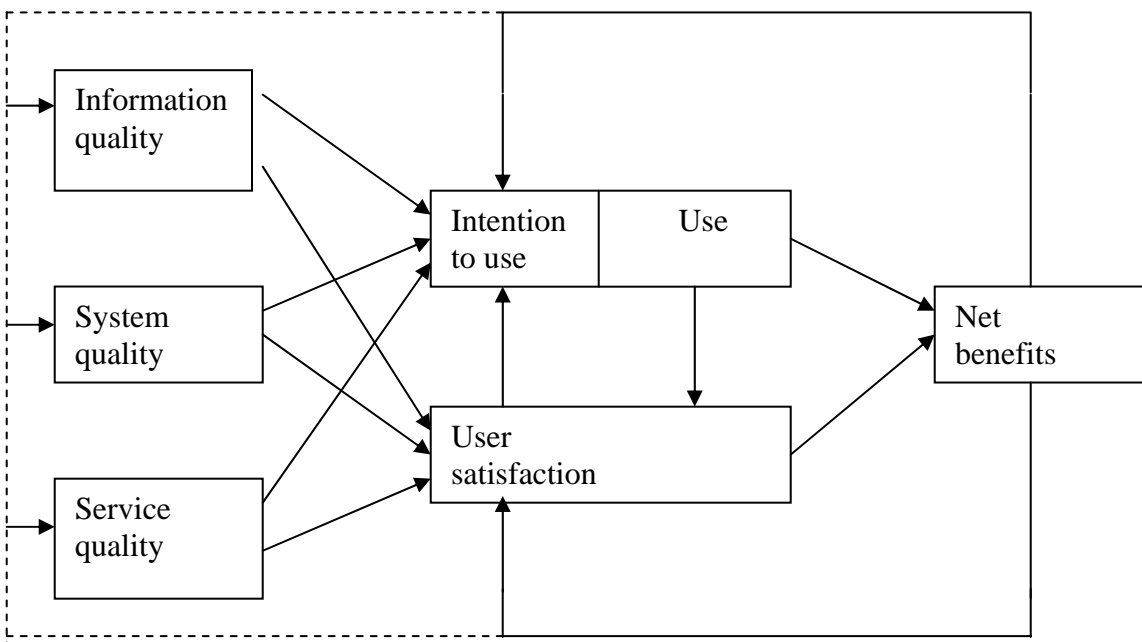 Information
quality
Intention
to use
Use
System
quality
Net
benefits
User
satisfaction
Service
quality